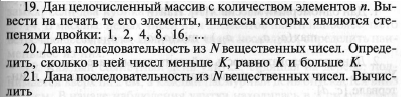 19. Дан целочисленный массив с количеством элементов n. Вы-
вести на печать те его элементы, индексы которых являются сте-
пенями двойки: 1, 2, 4, 8, 16, ...
20. Дана последовательность из N вещественных чисел. Опреде-
лить, сколько в ней чисел меньше K, равно K и больше K.
21. Дана последовательность из N вещественных чисел. Вычис-
лить